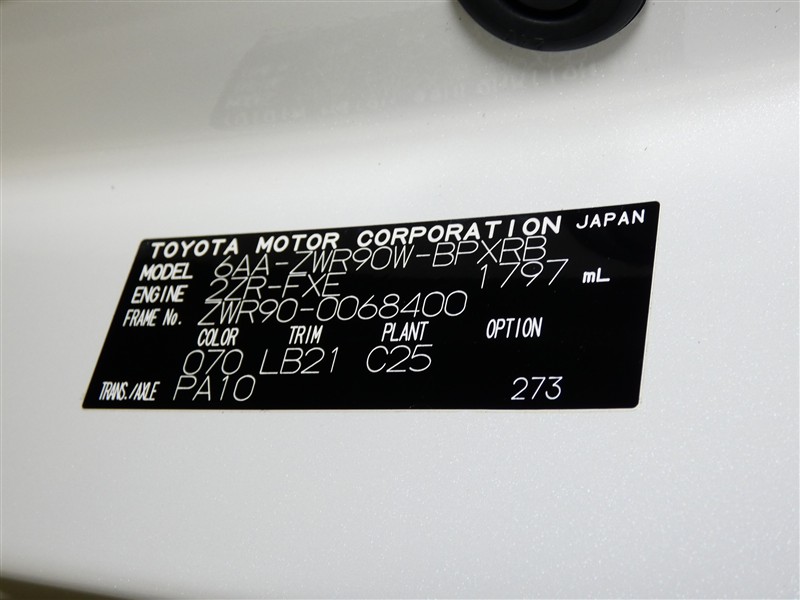 TOYOTA MOTOR CORPORATION JAPAN
MODEL 6AA-ZWR90W-BPXRB
ENGINE 2ZR-FXE 1797 mL
FRAME No. ZWR90-0068400
COLOR TRIM PLANT OPTION
070 LB21 C25
TRANS./AXLE PA10 273